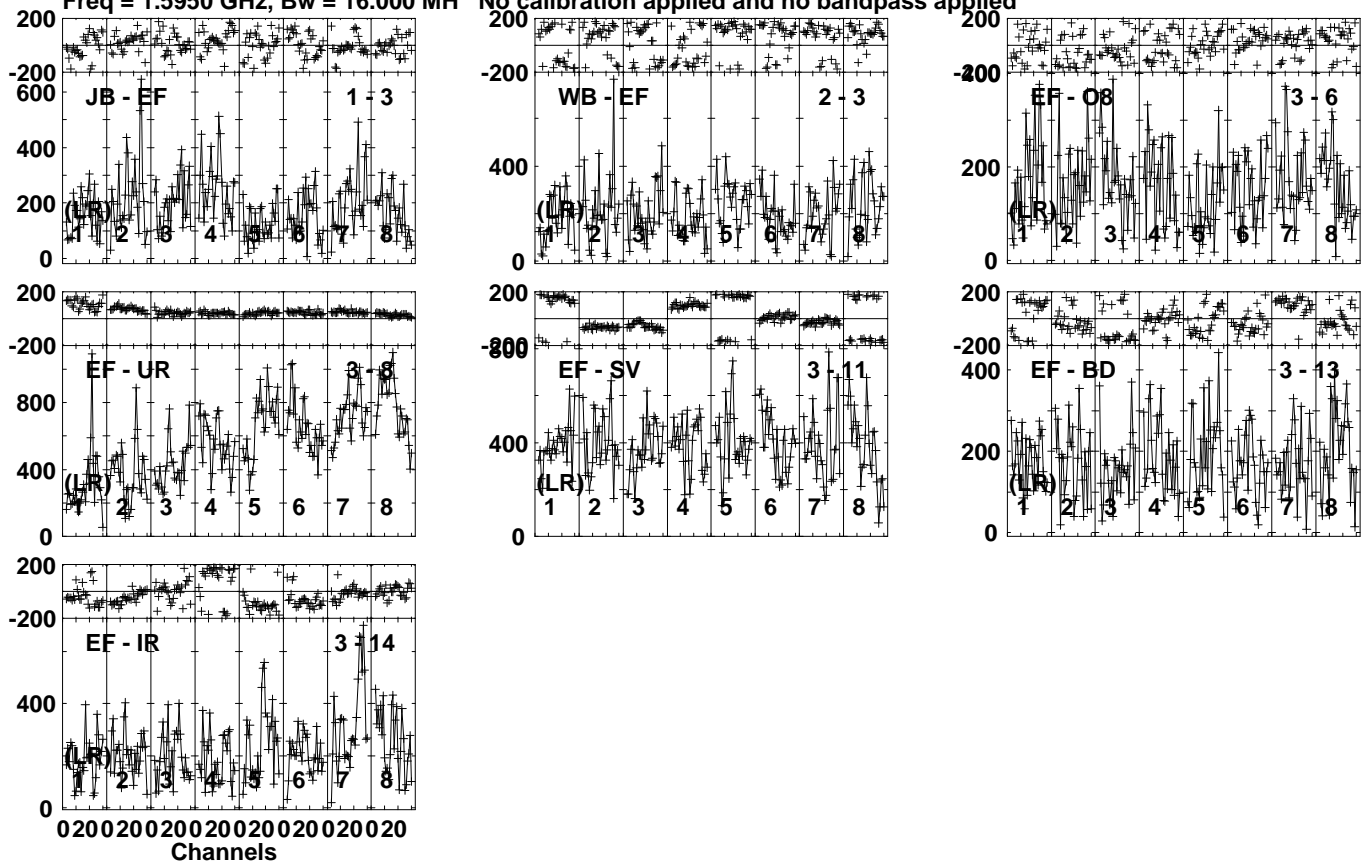 Freq = 1.5950 GHz, Bw = 16.000 MH No calibration applied and no bandpass applied
200 200 200
-200 -200 -200
400
600 JB - EF 1 - 3 WB - EF 2 - 3 EF - O8 3 - 6
400 400
200 200
(LR) (LR) (LR)
1 2 3 4 5 6 7 8 1 2 3 4 5 6 7 8 1 2 3 4 5 6 7 8
0 0 0
200 200 200
-200 -200 -200
800
EF - UR 3 - 8 EF - SV 3 - 11 EF - BD 3 - 13
800 400
400 400 200
(LR) (LR) (LR)
1 2 3 4 5 6 7 8 1 2 3 4 5 6 7 8 1 2 3 4 5 6 7 8
0 0 0
200
-200
EF - IR 3 - 14
400
(LR)
1 2 3 4 5 6 7 8
0
0 20 0 20 0 20 0 20 0 20 0 20 0 20 0 20
Channels